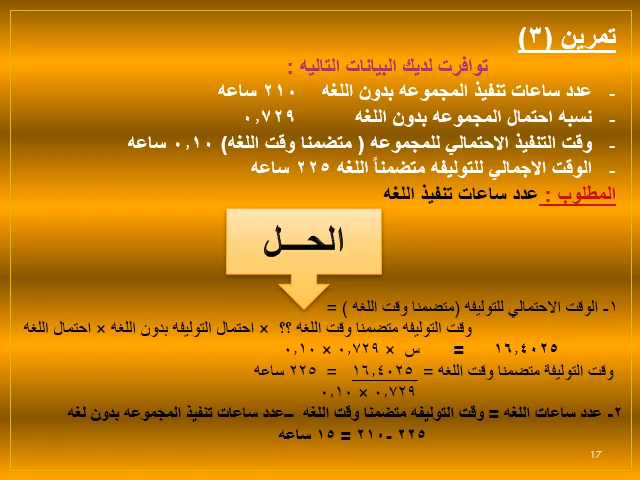 تمرين (٣)
توافرت لديك البيانات التاليه :
- عدد ساعات تنفيذ المجموعه بدون اللغه ٢١٠ ساعه
- نسبه احتمال المجموعه بدون اللغه ٠,٧٢٩
- وقت التنفيذ الاحتمالي للمجموعه ( متضمنا وقت اللغه) ٠,١٠ ساعه
- الوقت الاجمالي للتوليفه متضمناً اللغه ٢٢٥ ساعه
المطلوب : عدد ساعات تنفيذ اللغه
الحـــل
١- الوقت الاحتمالي للتوليفه (متضمنا وقت اللغه ) =
وقت التوليفه متضمنا وقت اللغه ؟؟ × احتمال التوليفه بدون اللغه × احتمال اللغه
١٦,٤٠٢٥ = س × ٠,٧٢٩ × ٠,١٠
وقت التوليفة متضمنا وقت اللغه = ١٦,٤٠٢٥ = ٢٢٥ ساعه
٠,٧٢٩ × ٠,١٠
٢- عدد ساعات اللغه = وقت التوليفه متضمنا وقت اللغه –عدد ساعات تنفيذ المجموعه بدون لغه
٢٢٥ -٢١٠ = ١٥ ساعه
17